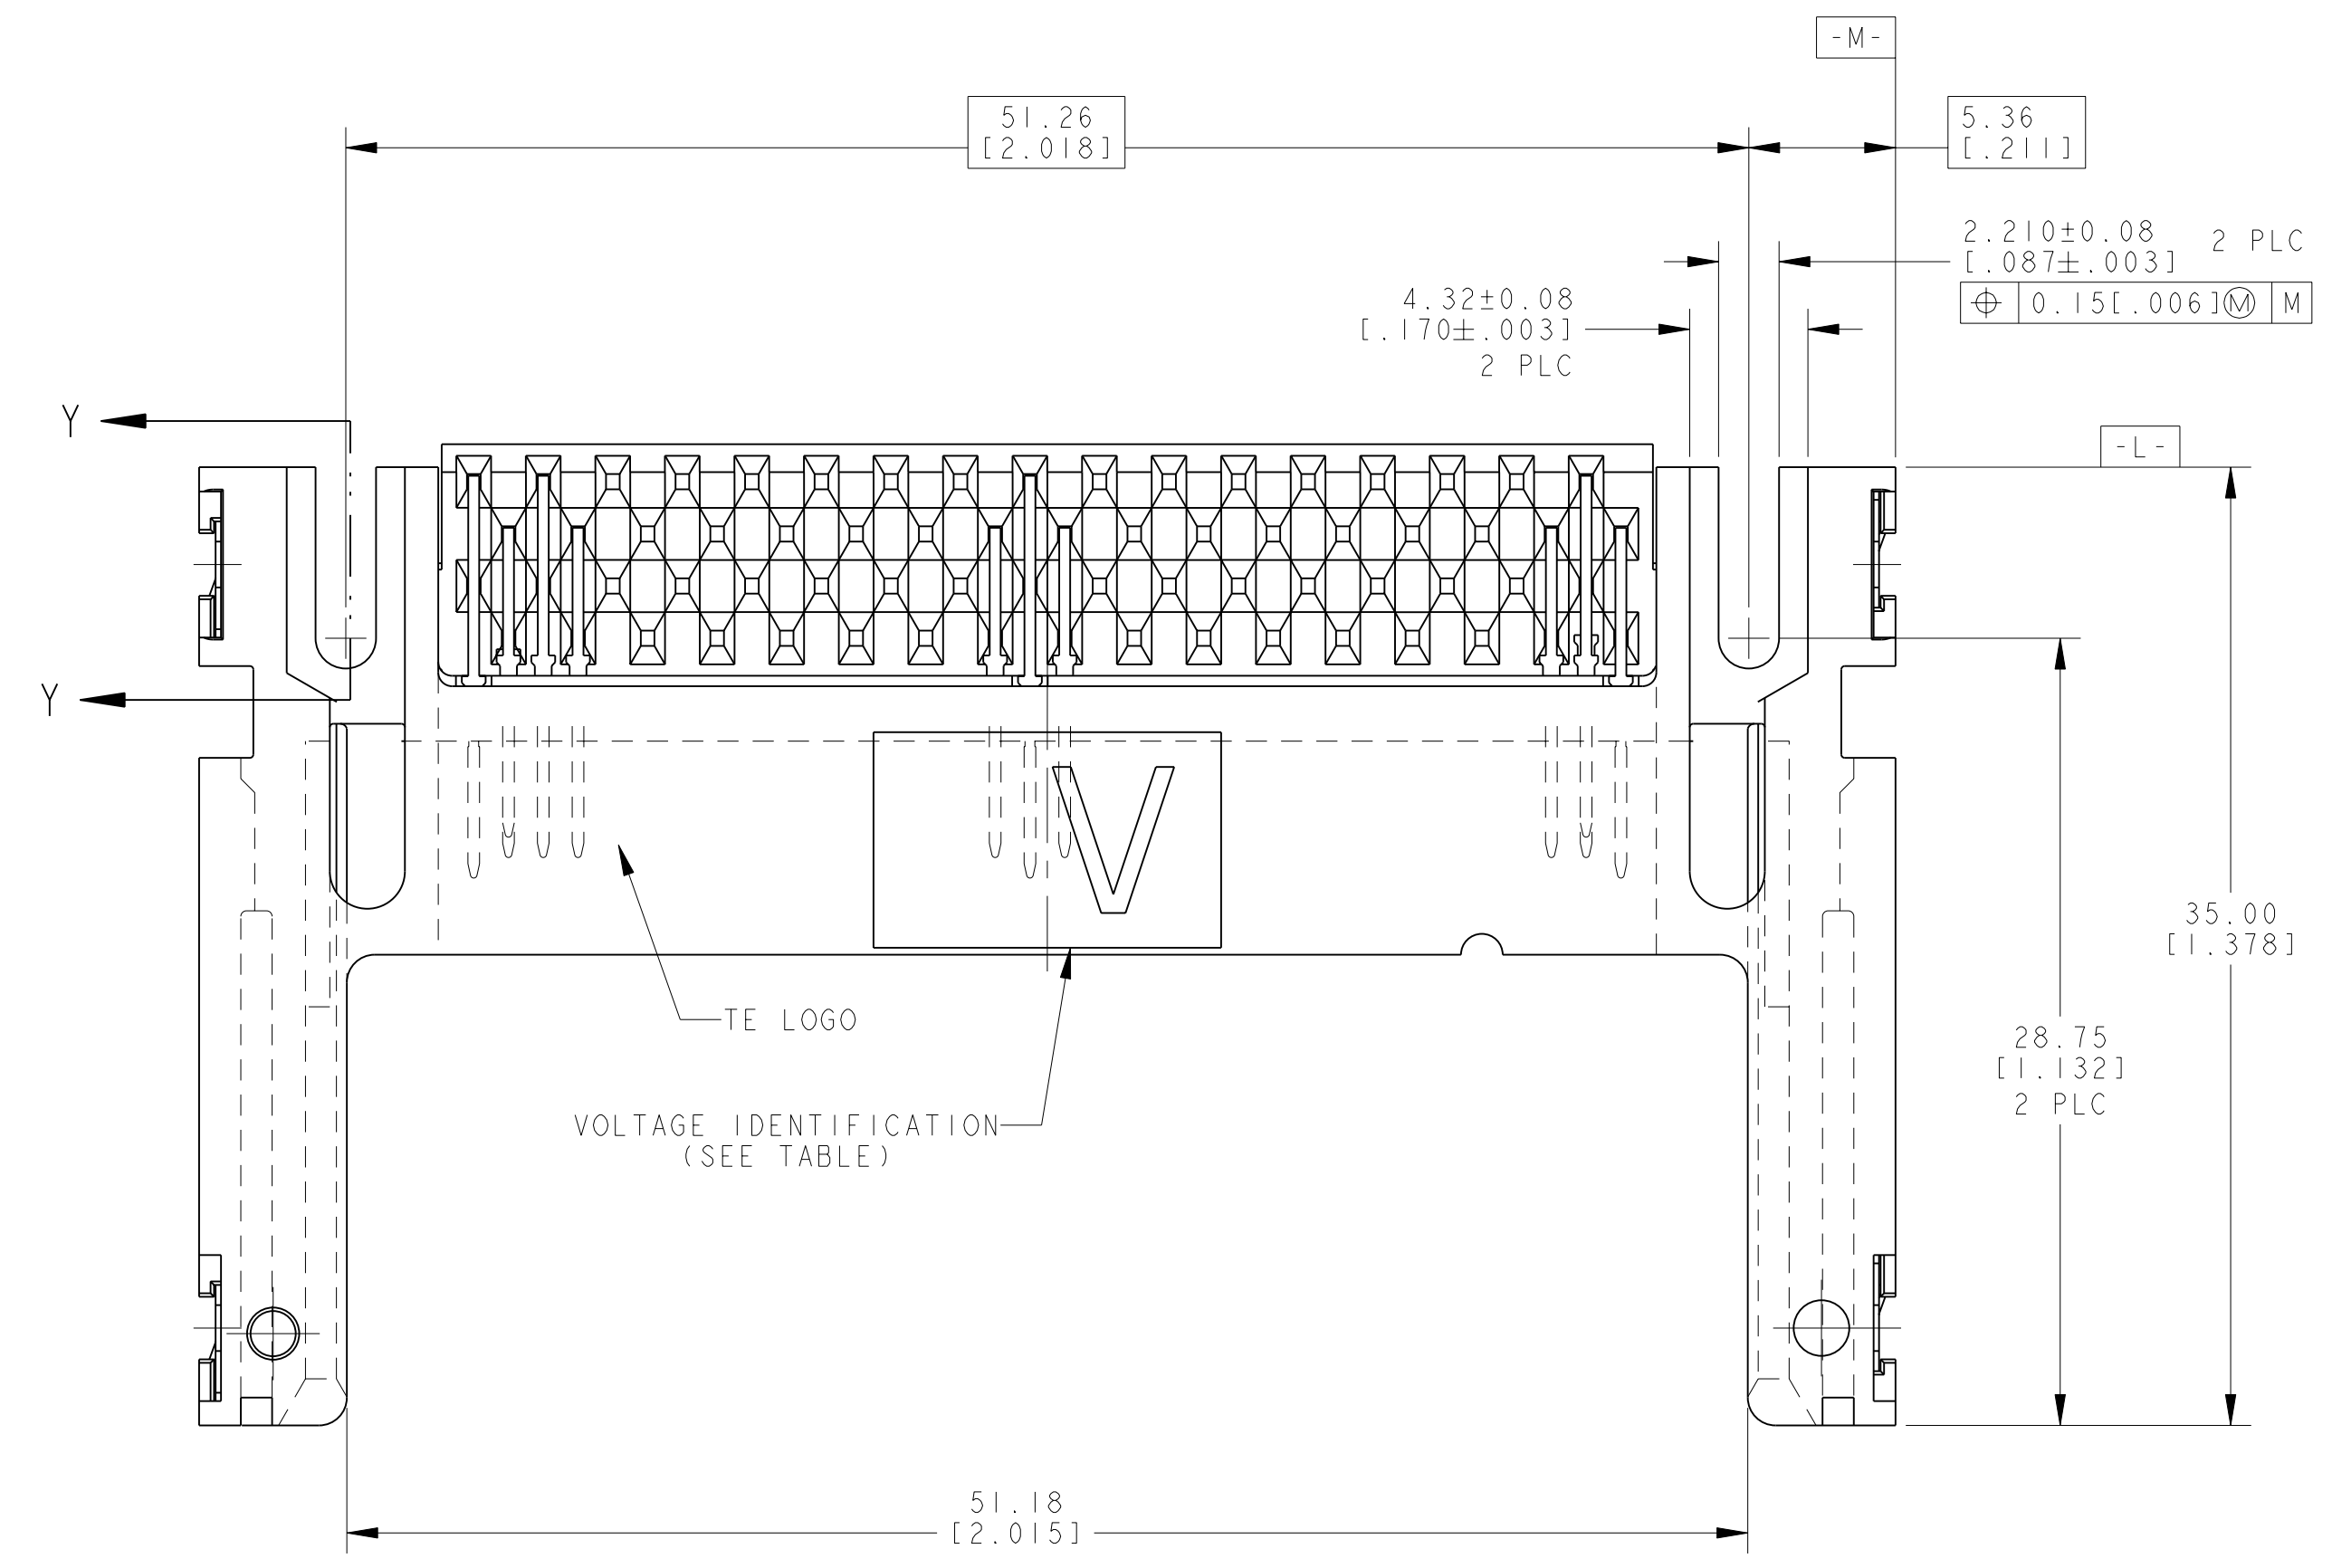 -M-
51.26
[2.018]
5.36
[.211]
2.210±0.08 2 PLC
[.087±.003]
⌖ 0.15[.006]Ⓜ M
4.32±0.08
[.170±.003]
2 PLC
Y
-L-
Y
V
35.00
[1.378]
TE LOGO
28.75
[1.132]
2 PLC
VOLTAGE IDENTIFICATION
(SEE TABLE)
51.18
[2.015]